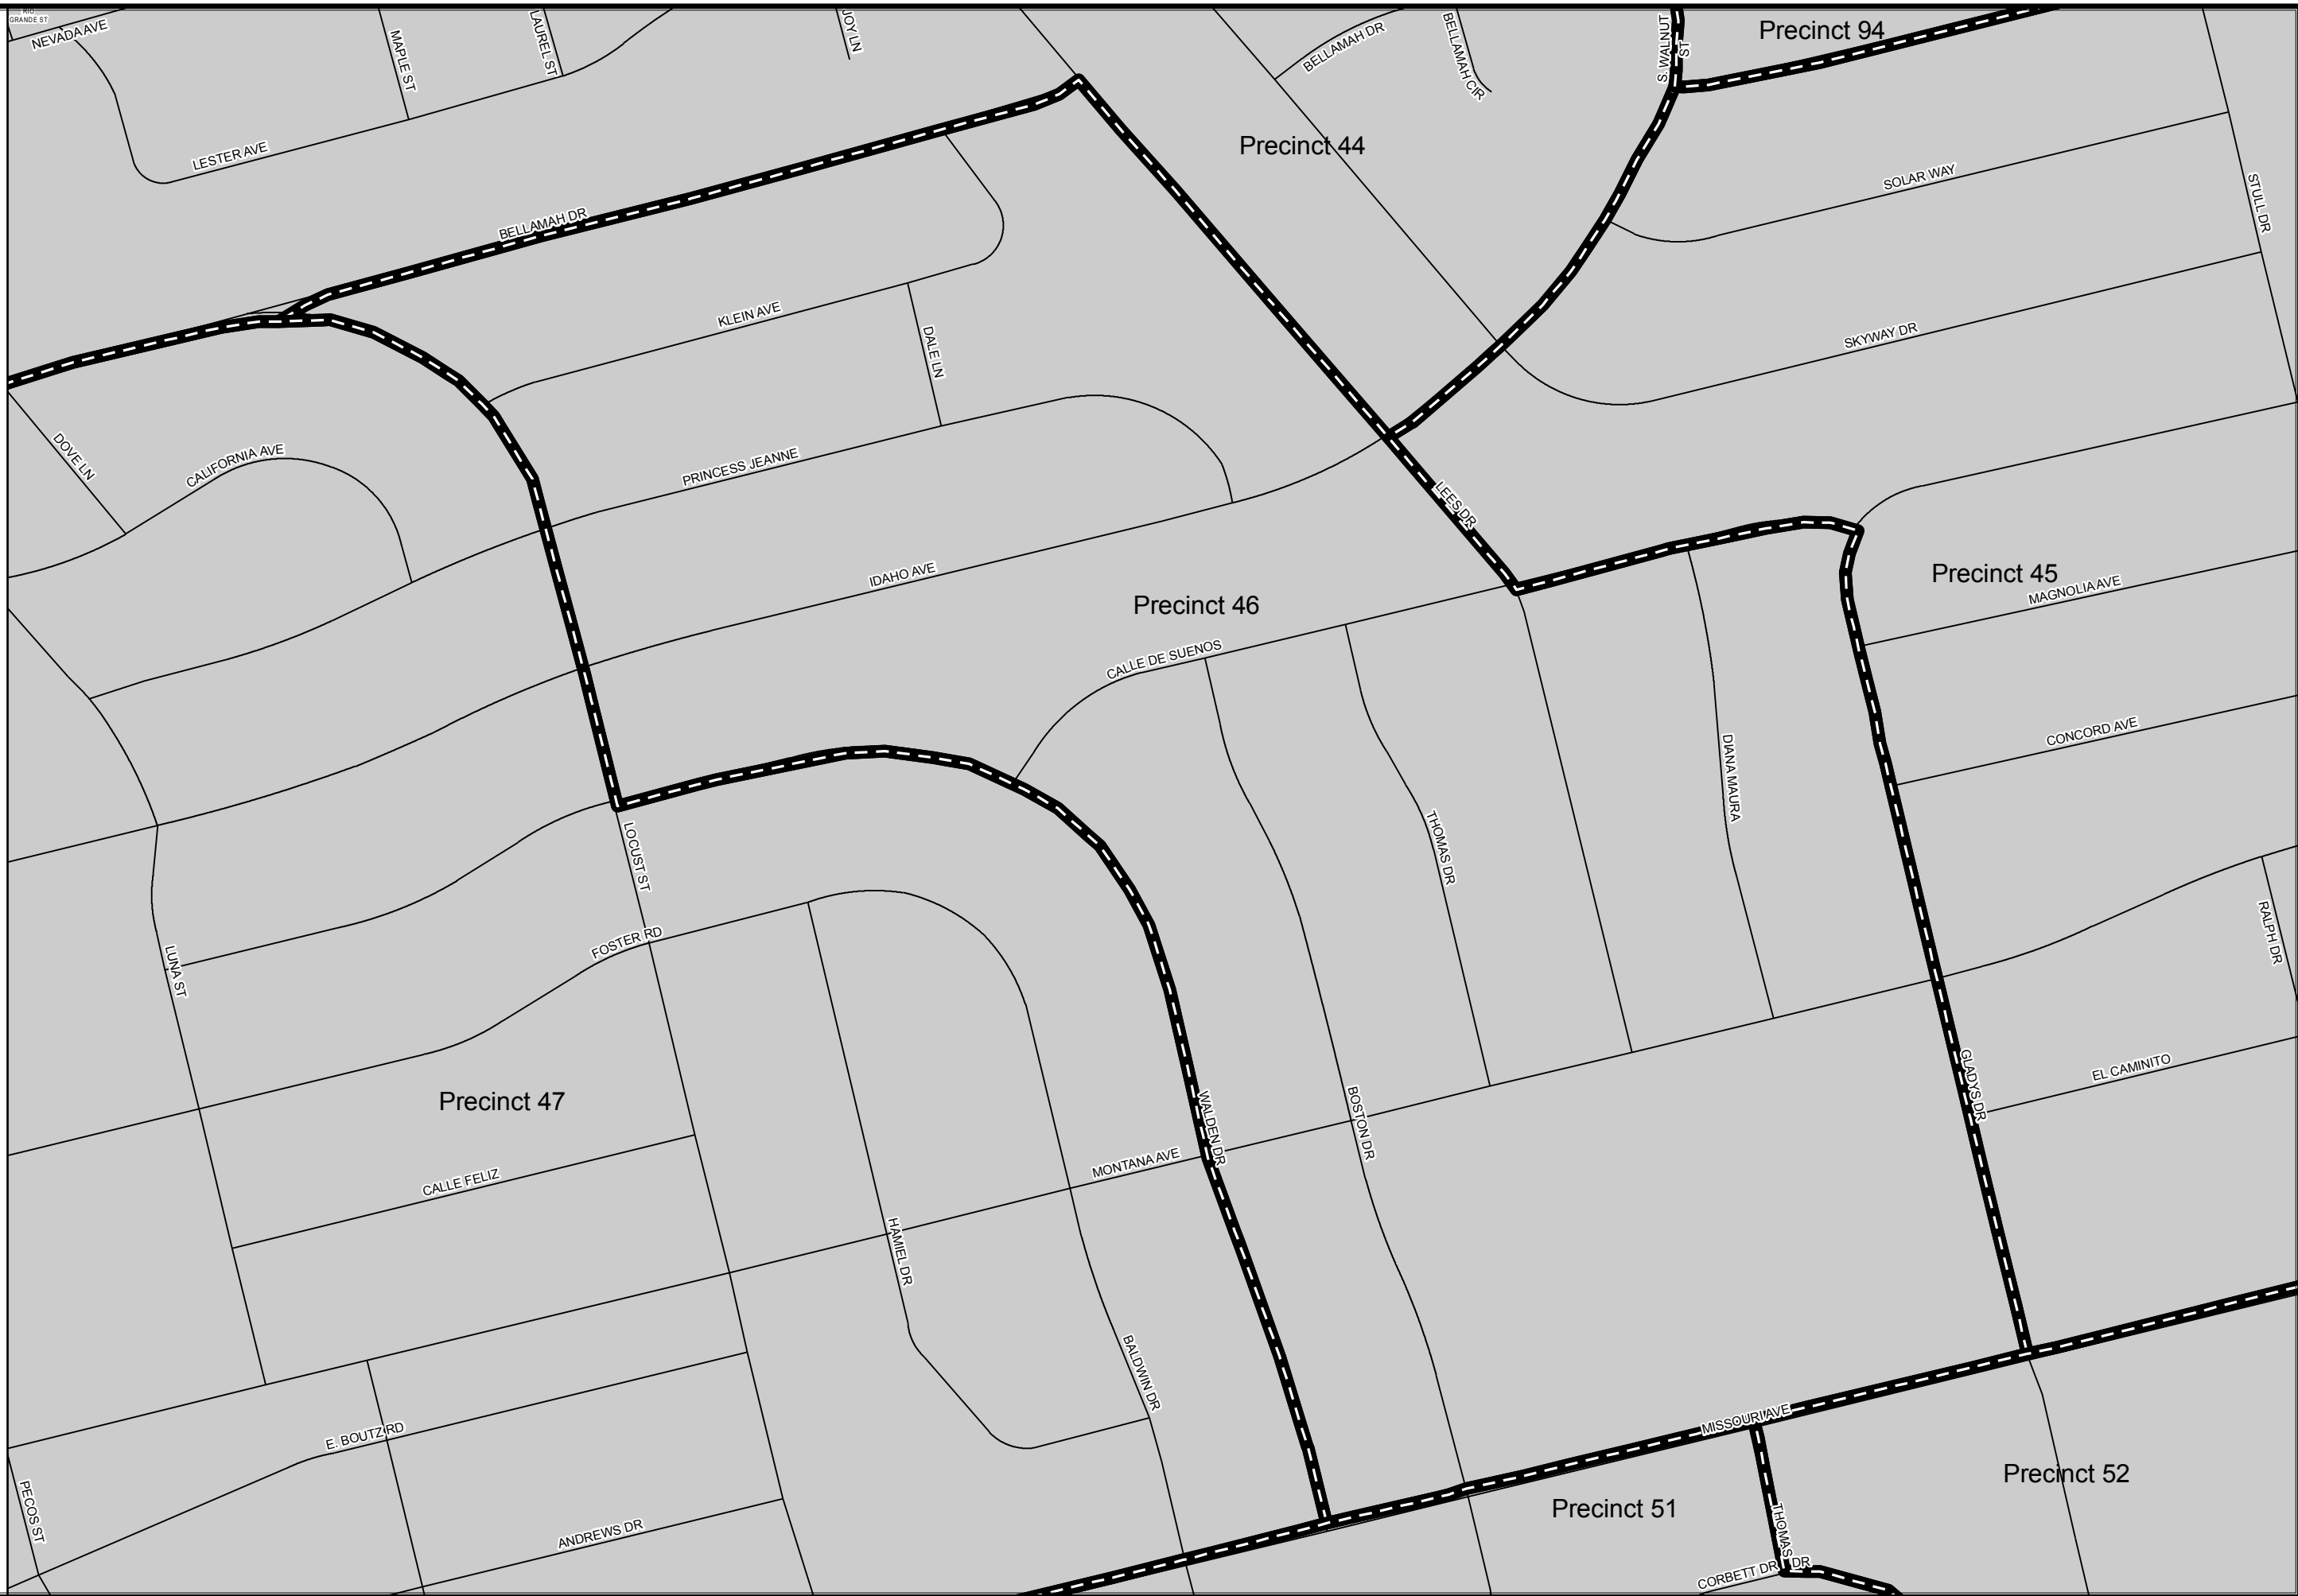 RIO
GRANDE ST
NEVADA AVE
MAPLE ST
LAUREL ST
JOY LN
BELLAMAH DR
BELLAMAH CIR
S. WALNUT
ST
Precinct 94
LESTER AVE
Precinct 44
SOLAR WAY
STULL DR
BELLAMAH DR
KLEIN AVE
DALE LN
SKYWAY DR
DOVE LN
CALIFORNIA AVE
PRINCESS JEANNE
LEES DR
IDAHO AVE
Precinct 46
Precinct 45
MAGNOLIA AVE
CALLE DE SUENOS
CONCORD AVE
DIANA MAURA
THOMAS DR
LOCUST ST
FOSTER RD
LUNA ST
RALPH DR
GLADYS DR
EL CAMINITO
Precinct 47
WALDEN DR
BOSTON DR
MONTANA AVE
CALLE FELIZ
HAMIEL DR
BALDWIN DR
E. BOUTZ RD
MISSOURI AVE
Precinct 52
Precinct 51
PECOS ST
ANDREWS DR
THOMAS
DR
CORBETT DR